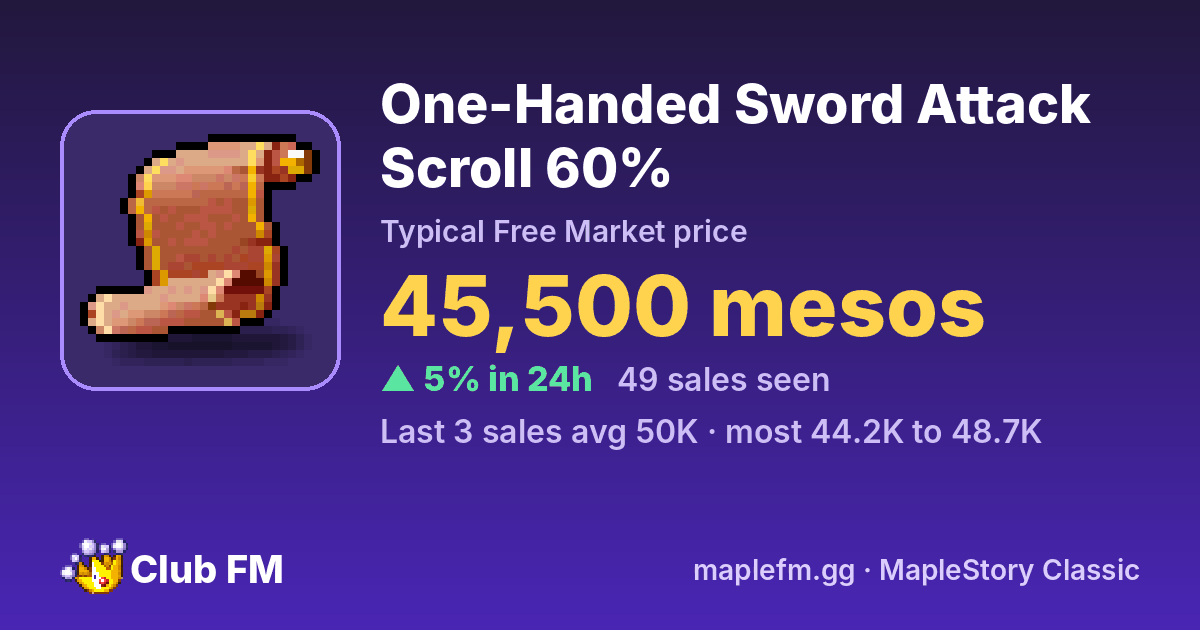 One-Handed Sword Attack
Scroll 60%
Typical Free Market price
45,500 mesos
▲ 5% in 24h 49 sales seen
Last 3 sales avg 50K · most 44.2K to 48.7K
Club FM
maplefm.gg · MapleStory Classic